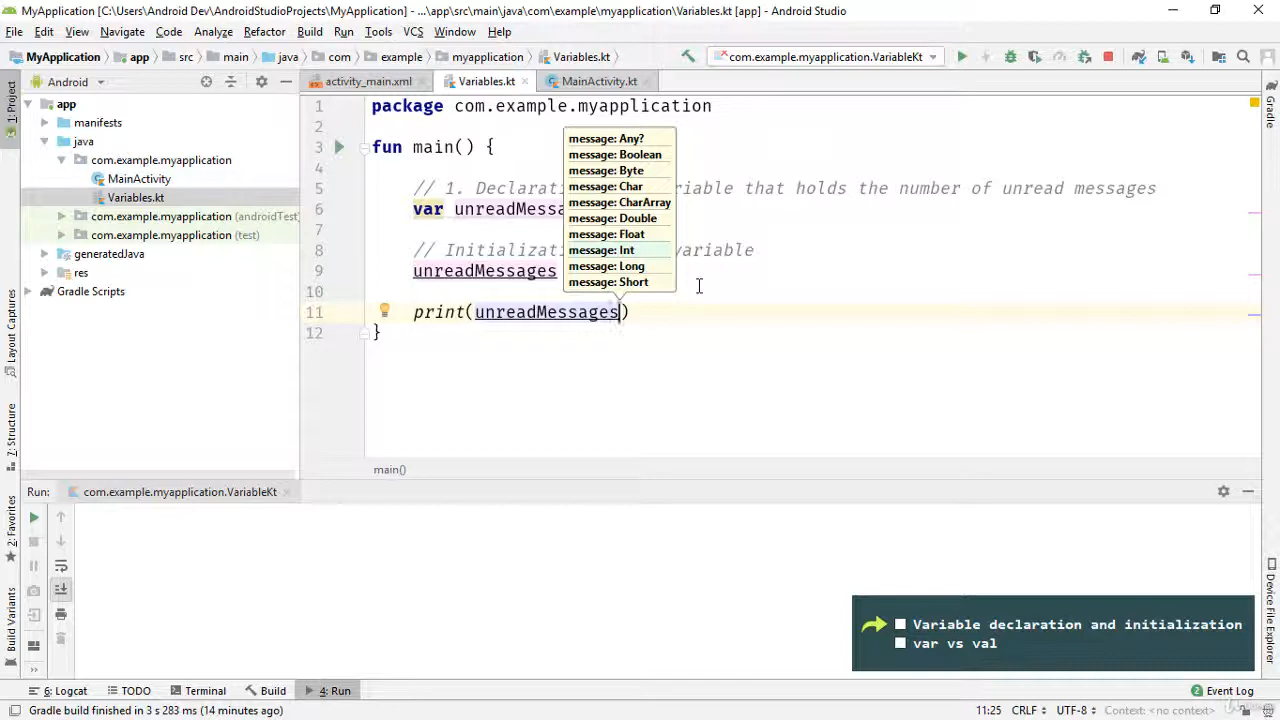 MyApplication [C:\Users\Android Dev\AndroidStudioProjects\MyApplication] - ...\app\src\main\java\com\example\myapplication\Variables.kt [app] - Android Studio
File Edit View Navigate Code Analyze Refactor Build Run Tools VCS Window Help
MyApplication app src main java com example myapplication Variables.kt com.example.myapplication.VariableKt
1: Project
Android
activity_main.xml Variables.kt MainActivity.kt
Gradle
app
manifests
java
com.example.myapplication
MainActivity
Variables.kt
com.example.myapplication (androidTest)
com.example.myapplication (test)
generatedJava
res
Gradle Scripts
1 package com.example.myapplication
2
3 fun main() {
4
5 // 1. Declarati variable that holds the number of unread messages
6 var unreadMessa
7
8 // Initializati variable
9 unreadMessages
10
11 print(unreadMessages)
12 }
message: Any?
message: Boolean
message: Byte
message: Char
message: CharArray
message: Double
message: Float
message: Int
message: Long
message: Short
main()
Layout Captures
Z: Structure
2: Favorites
Build Variants
Device File Explorer
Run: com.example.myapplication.VariableKt
Variable declaration and initialization
var vs val
6: Logcat TODO Terminal Build 4: Run 2 Event Log
Gradle build finished in 3 s 283 ms (14 minutes ago) 11:25 CRLF UTF-8 Context: <no context>